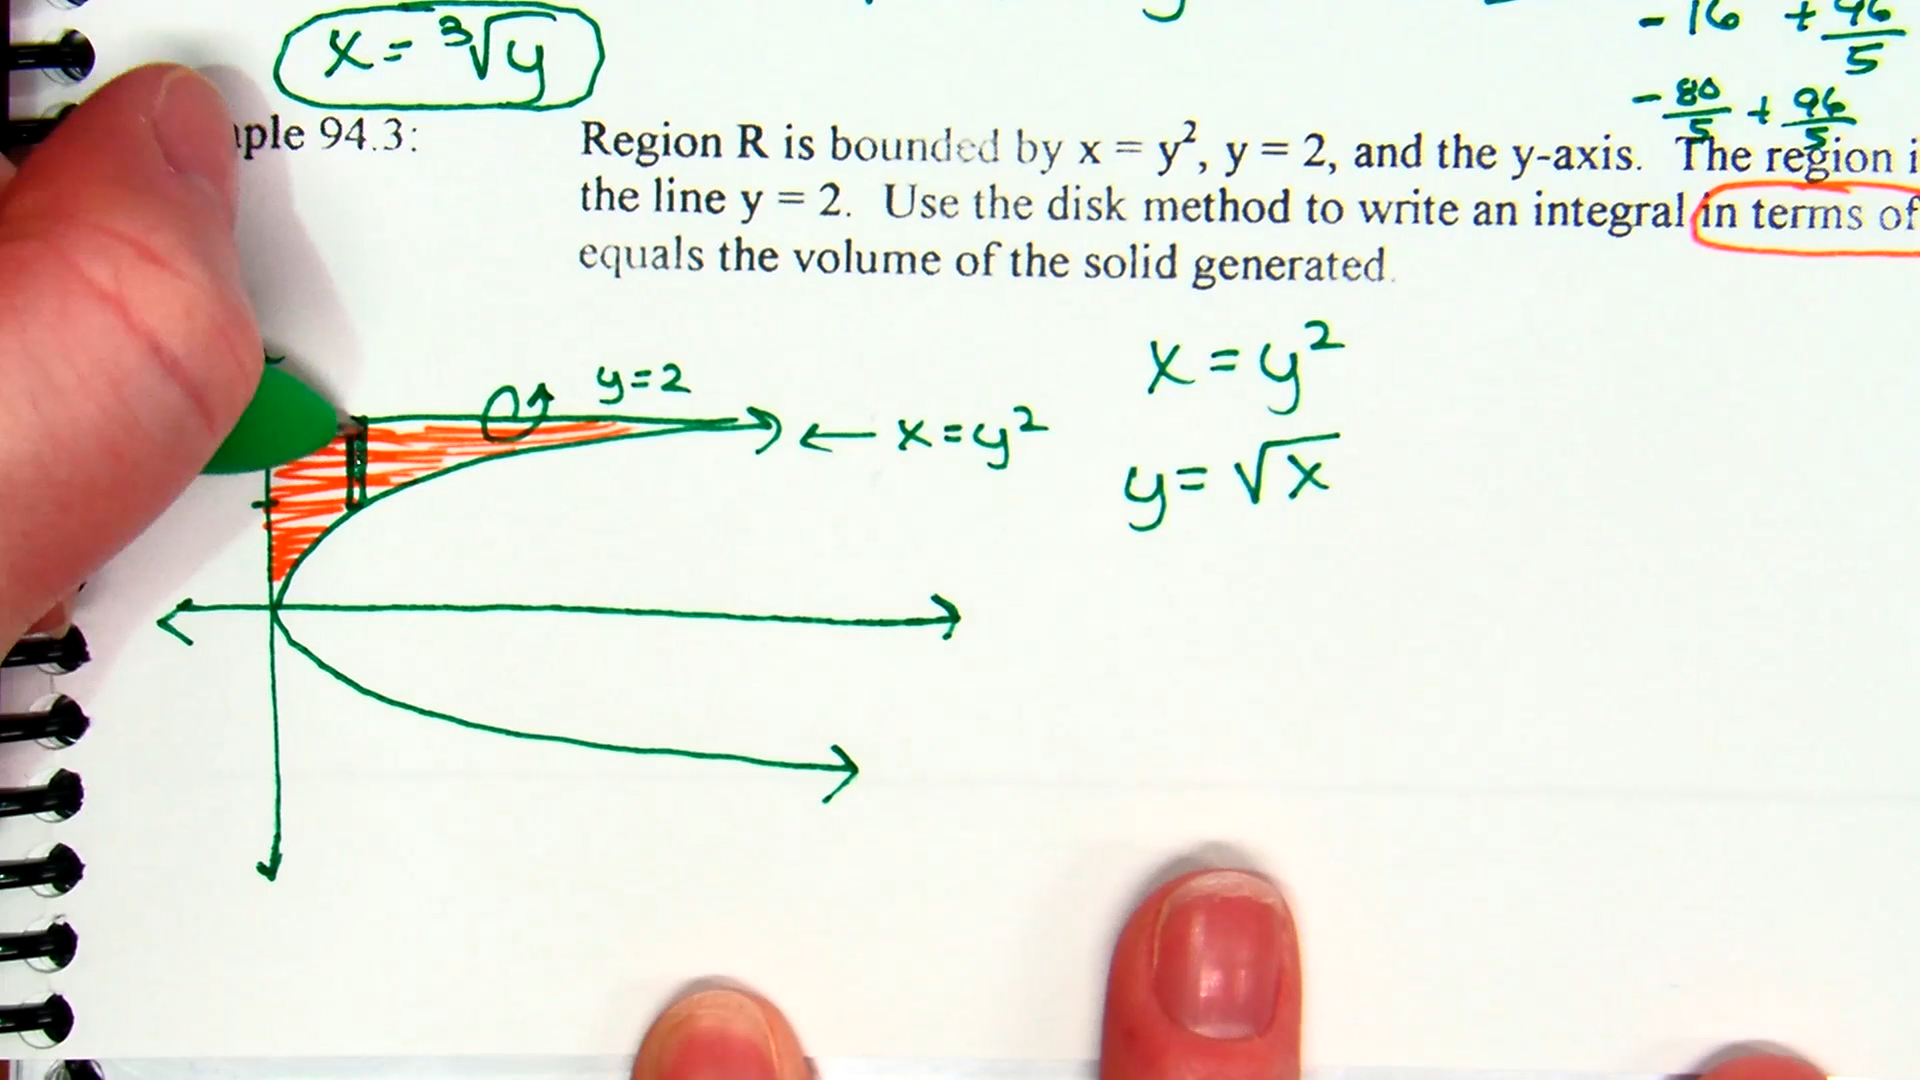 x = ³√y
- 16 + 96/5
- 80/5 + 96/5
ple 94.3:
Region R is bounded by x = y², y = 2, and the y-axis. The region i
the line y = 2. Use the disk method to write an integral in terms of
equals the volume of the solid generated.
y=2
← x=y²
x = y²
y = √x